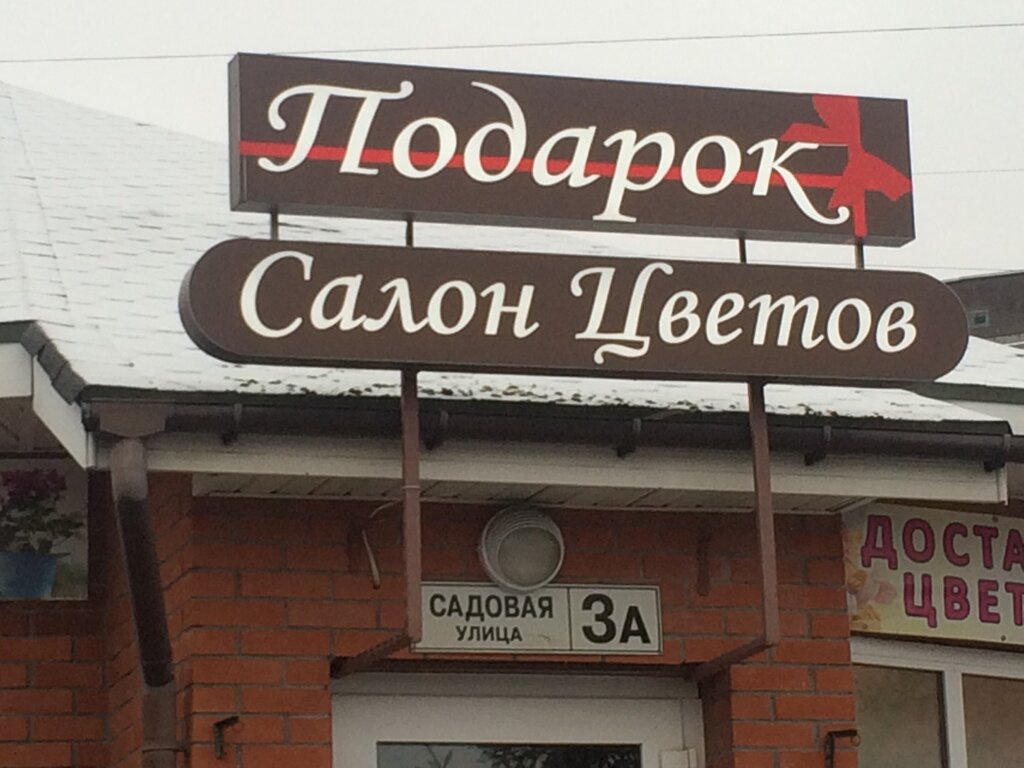 Подарок
Салон Цветов
САДОВАЯ
УЛИЦА
3А
ДОСТА
ЦВЕТ